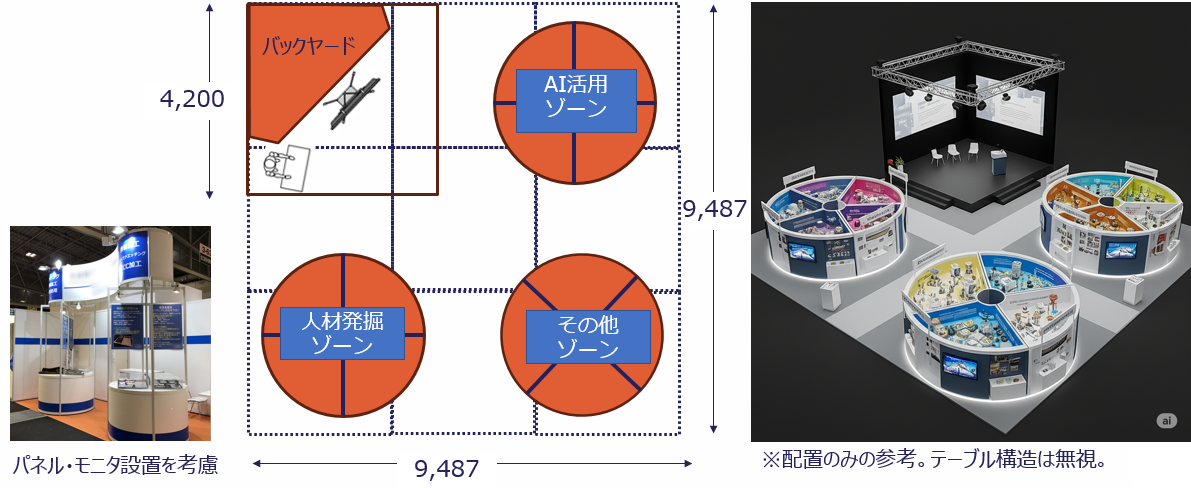 バックヤード
4,200
AI活用
ゾーン
9,487
人材発掘
ゾーン
その他
ゾーン
9,487
パネル・モニタ設置を考慮
ai
※配置のみの参考。テーブル構造は無視。